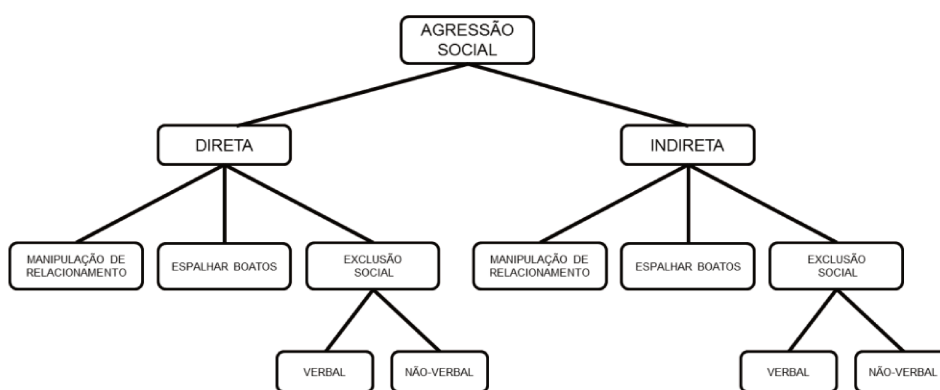 AGRESSÃO
SOCIAL
DIRETA
INDIRETA
MANIPULAÇÃO DE
RELACIONAMENTO
ESPALHAR BOATOS
EXCLUSÃO
SOCIAL
MANIPULAÇÃO DE
RELACIONAMENTO
ESPALHAR BOATOS
EXCLUSÃO
SOCIAL
VERBAL
NÃO-VERBAL
VERBAL
NÃO-VERBAL